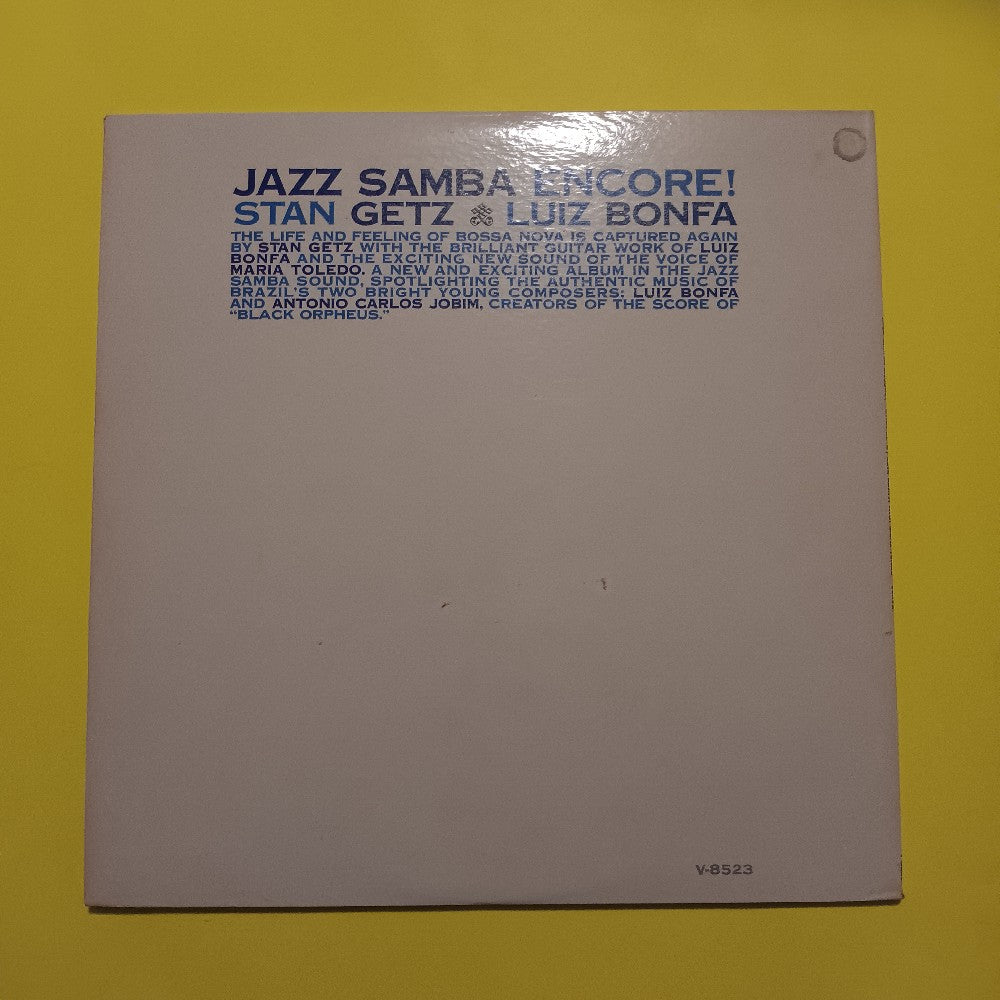 JAZZ SAMBA ENCORE!
STAN GETZ LUIZ BONFA
THE LIFE AND FEELING OF BOSSA NOVA IS CAPTURED AGAIN
BY STAN GETZ WITH THE BRILLIANT GUITAR WORK OF LUIZ
BONFA AND THE EXCITING NEW SOUND OF THE VOICE OF
MARIA TOLEDO. A NEW AND EXCITING ALBUM IN THE JAZZ
SAMBA SOUND, SPOTLIGHTING THE AUTHENTIC MUSIC OF
BRAZIL'S TWO BRIGHT YOUNG COMPOSERS; LUIZ BONFA
AND ANTONIO CARLOS JOBIM, CREATORS OF THE SCORE OF
“BLACK ORPHEUS.”
V-8523